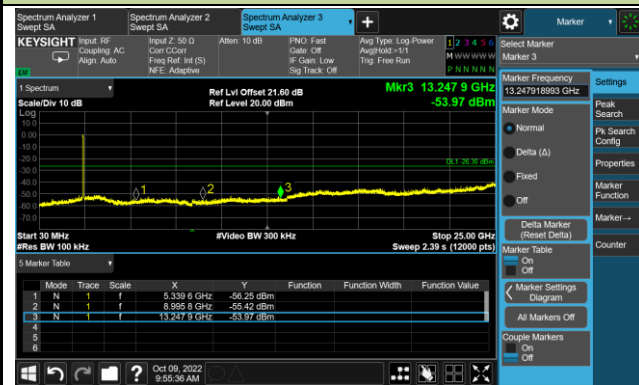 Spectrum Analyzer 1
Swept SA
Spectrum Analyzer 2
Swept SA
Spectrum Analyzer 3
Swept SA
Marker
KEYSIGHT
Input: RF
Coupling: AC
Align: Auto
Input Z: 50 Ω
Corr CCorr
Freq Ref: Int (S)
NFE: Adaptive
Atten: 10 dB
PNO: Fast
Gate: Off
IF Gain: Low
Sig Track: Off
Avg Type: Log-Power
Avg|Hold:>1/1
Trig: Free Run
1 2 3 4 5 6
M W W W W W
P N N N N N
LXI
1 Spectrum
Scale/Div 10 dB
Ref Lvl Offset 21.60 dB
Ref Level 20.00 dBm
Mkr3 13.247 9 GHz
-53.97 dBm
Log
10.0
0.00
-10.0
-20.0
-30.0
-40.0
-50.0
-60.0
-70.0
DL1 -26.30 dBm
1
2
3
Start 30 MHz
#Res BW 100 kHz
#Video BW 300 kHz
Stop 25.00 GHz
Sweep 2.39 s (12000 pts)
5 Marker Table
Mode Trace Scale X Y Function Function Width Function Value
1 N 1 f 5.339 6 GHz -56.25 dBm
2 N 1 f 8.995 8 GHz -55.42 dBm
3 N 1 f 13.247 9 GHz -53.97 dBm
4
5
6
Oct 09, 2022
9:55:36 AM
Select Marker
Marker 3
Marker Frequency
13.247918993 GHz
Marker Mode
Normal
Delta (Δ)
Fixed
Off
Delta Marker
(Reset Delta)
Marker Table
On
Off
Marker Settings
Diagram
All Markers Off
Couple Markers
On
Off
Settings
Peak
Search
Pk Search
Config
Properties
Marker
Function
Marker→
Counter